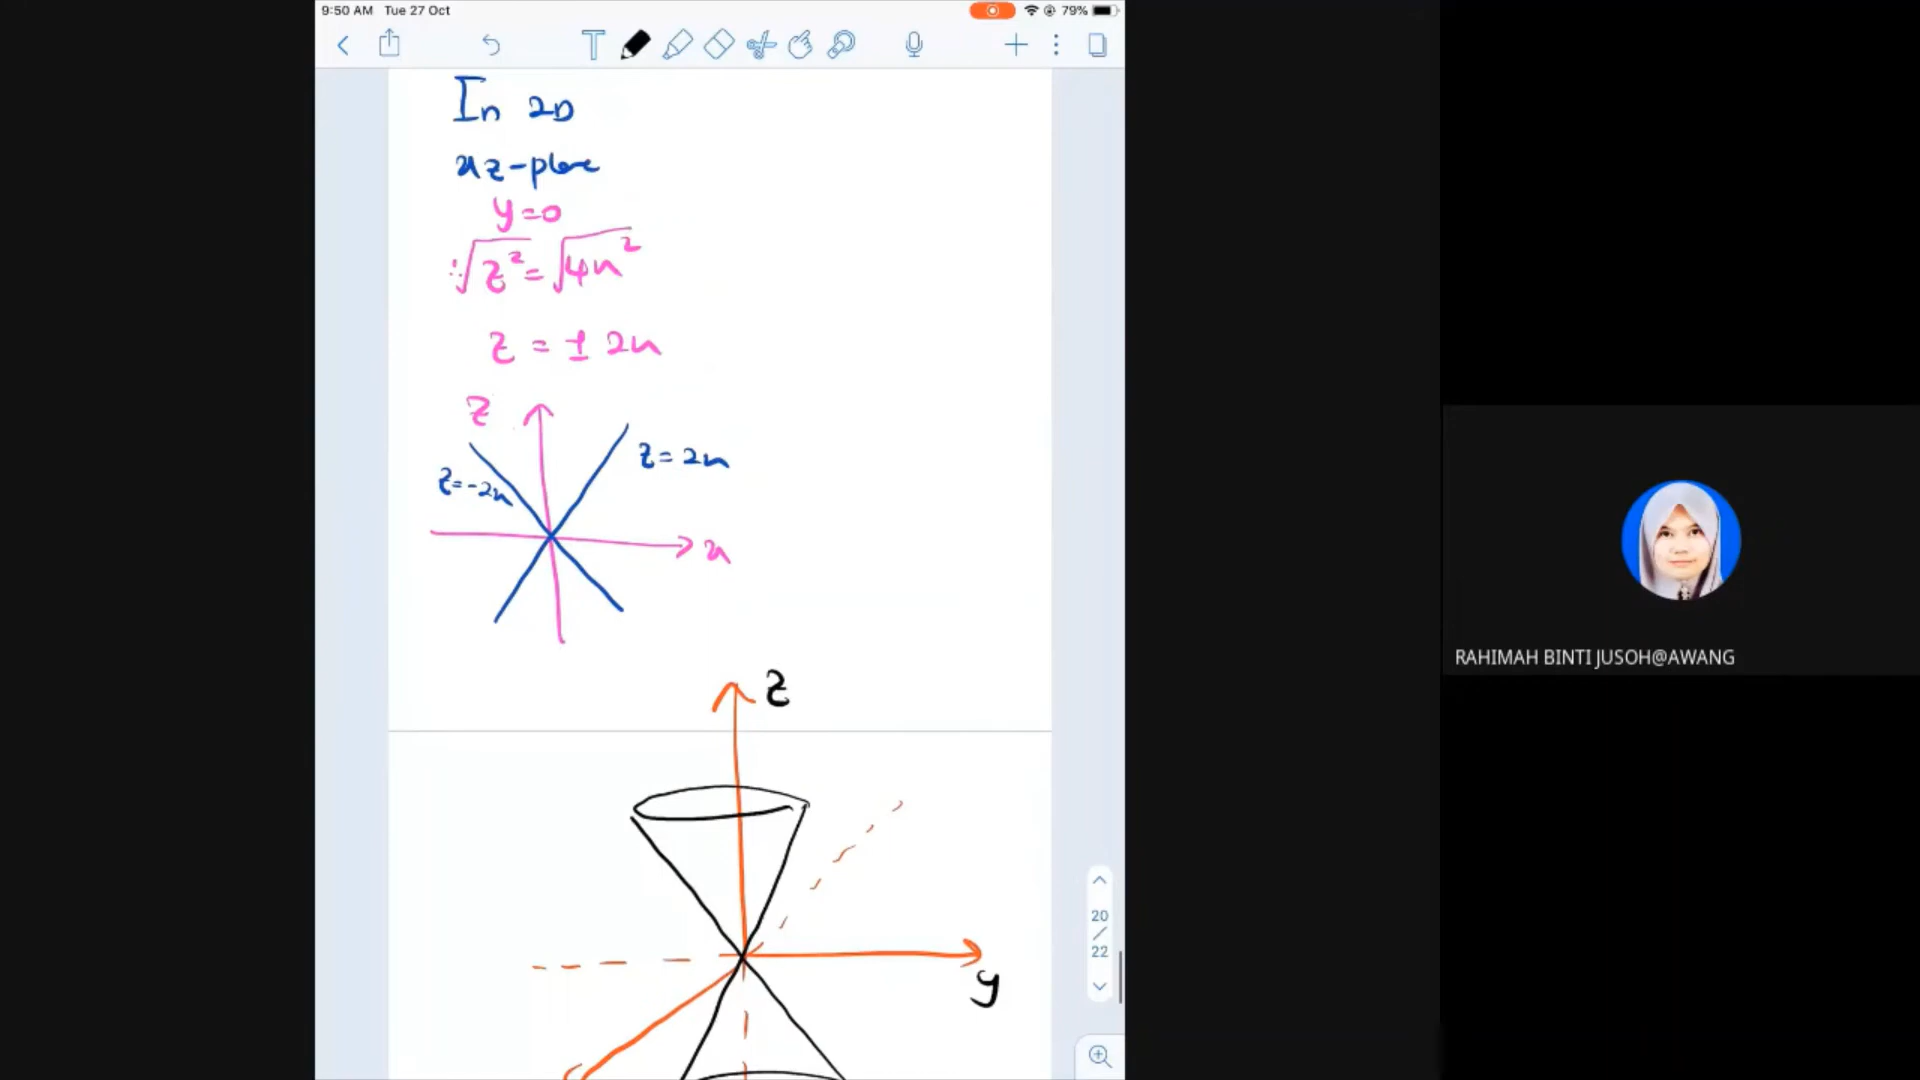 9:50 AM Tue 27 Oct
79%
T
In 2D
xz-plane
y=0
∴ √z² = √4x²
z = ± 2x
z
z=2x
z=-2x
x
z
y
20
/
22
RAHIMAH BINTI JUSOH@AWANG